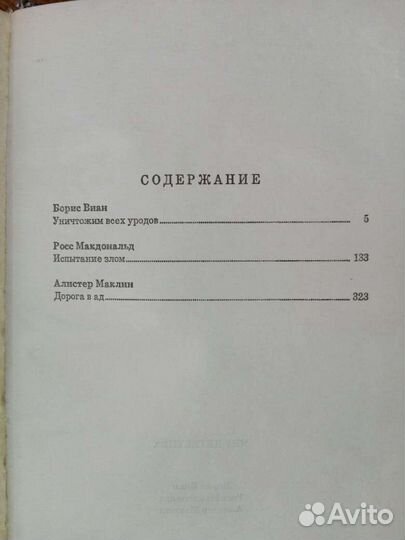 СОДЕРЖАНИЕ
Борис Виан
Уничтожим всех уродов 5
Росс Макдональд
Испытание злом 133
Алистер Маклин
Дорога в ад 323
Avito